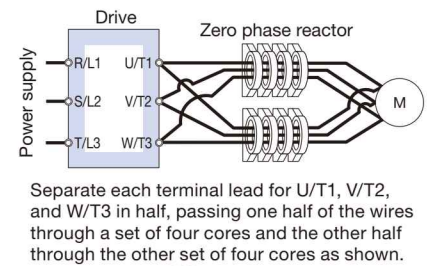 Drive
Zero phase reactor
Power supply
R/L1 U/T1
S/L2 V/T2
T/L3 W/T3
M
Separate each terminal lead for U/T1, V/T2,
and W/T3 in half, passing one half of the wires
through a set of four cores and the other half
through the other set of four cores as shown.